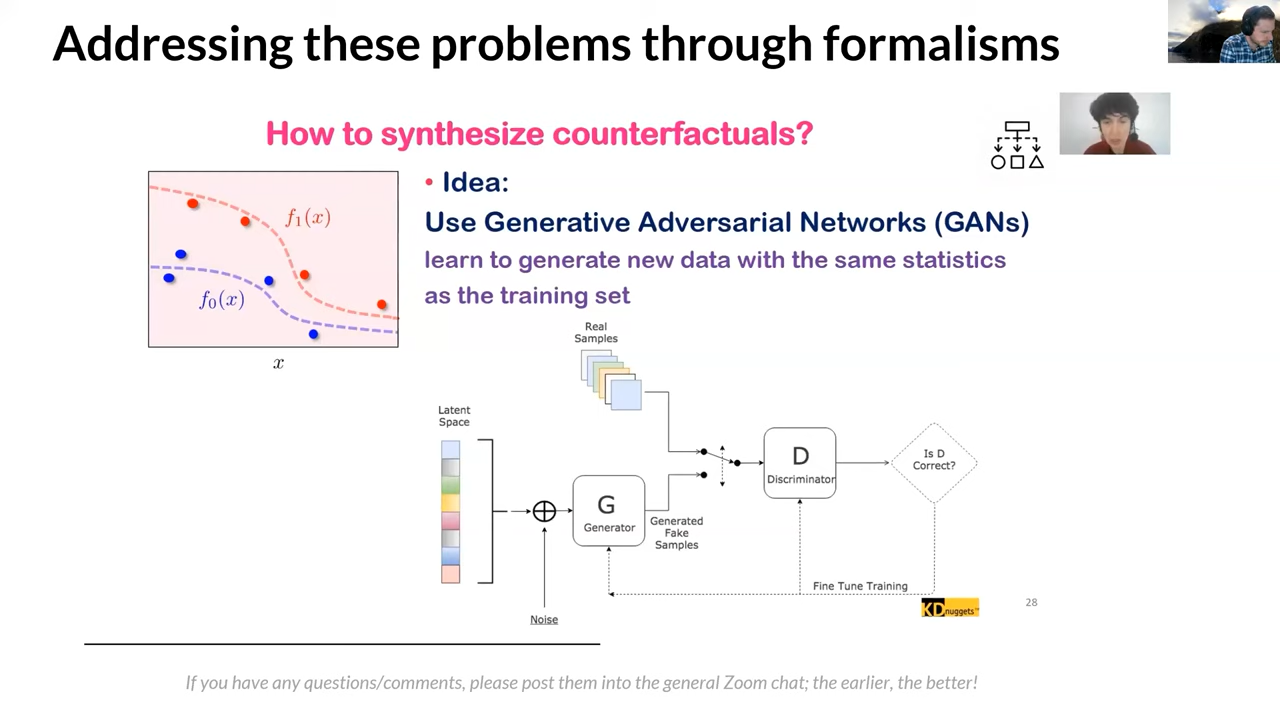 Addressing these problems through formalisms
How to synthesize counterfactuals?
f₁(x)
f₀(x)
x
• Idea:
Use Generative Adversarial Networks (GANs)
learn to generate new data with the same statistics
as the training set
Real
Samples
Latent
Space
G
Generator
Generated
Fake
Samples
D
Discriminator
Is D
Correct?
Fine Tune Training
Noise
KDnuggets™
28
If you have any questions/comments, please post them into the general Zoom chat; the earlier, the better!